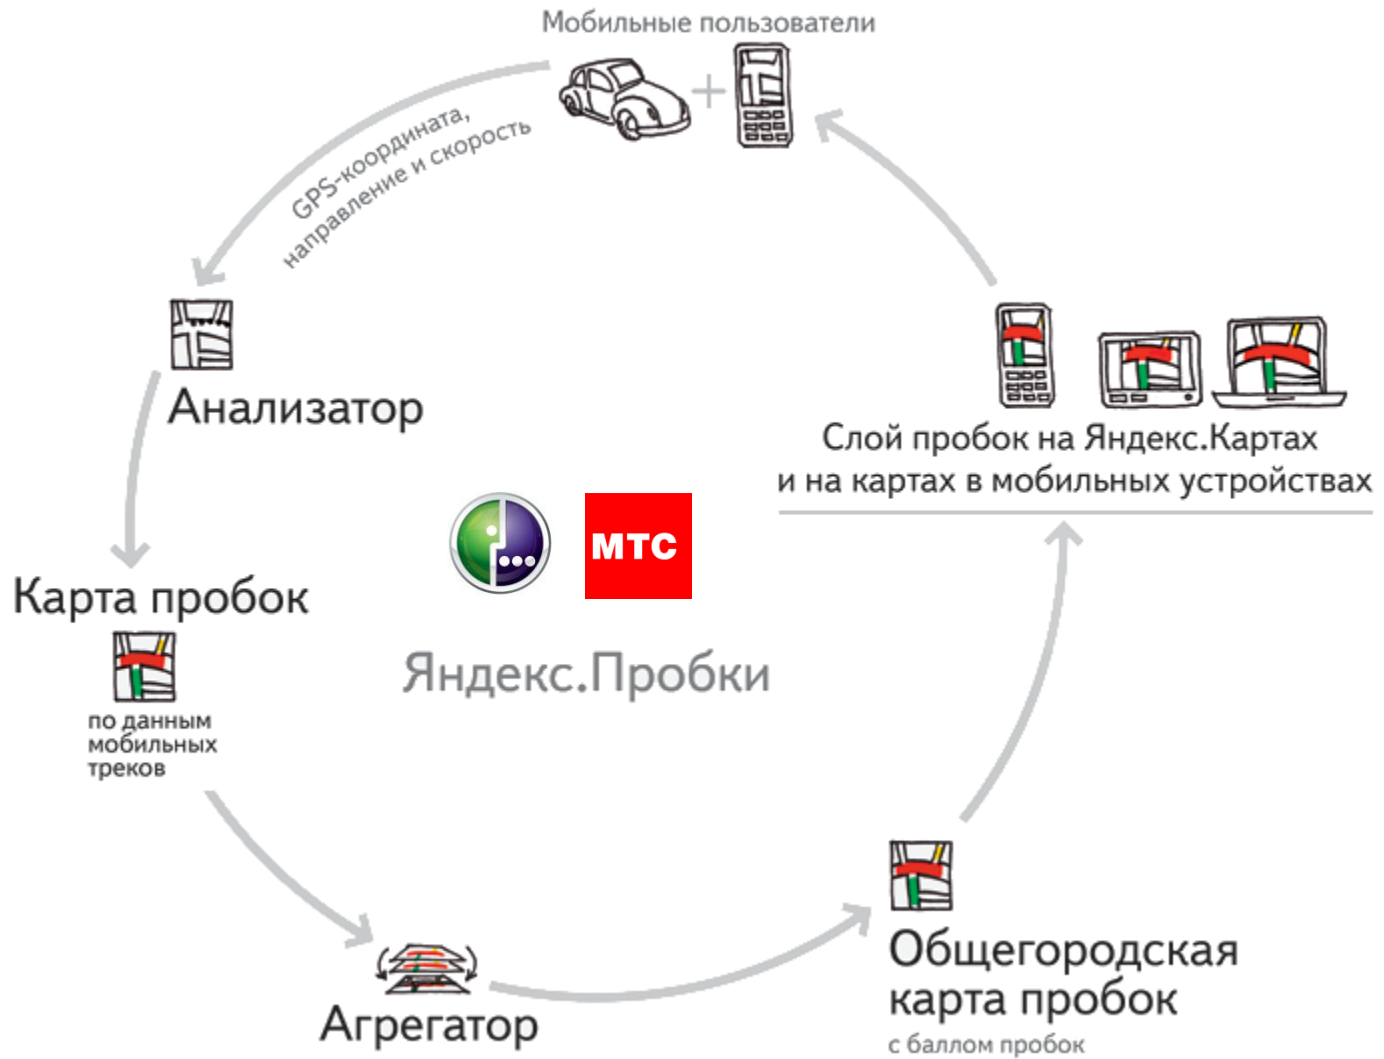 Мобильные пользователи
GPS-координата,
направление и скорость
Анализатор
Карта пробок
по данным
мобильных
треков
Агрегатор
Общегородская
карта пробок
с баллом пробок
Слой пробок на Яндекс.Картах
и на картах в мобильных устройствах
МТС
Яндекс.Пробки